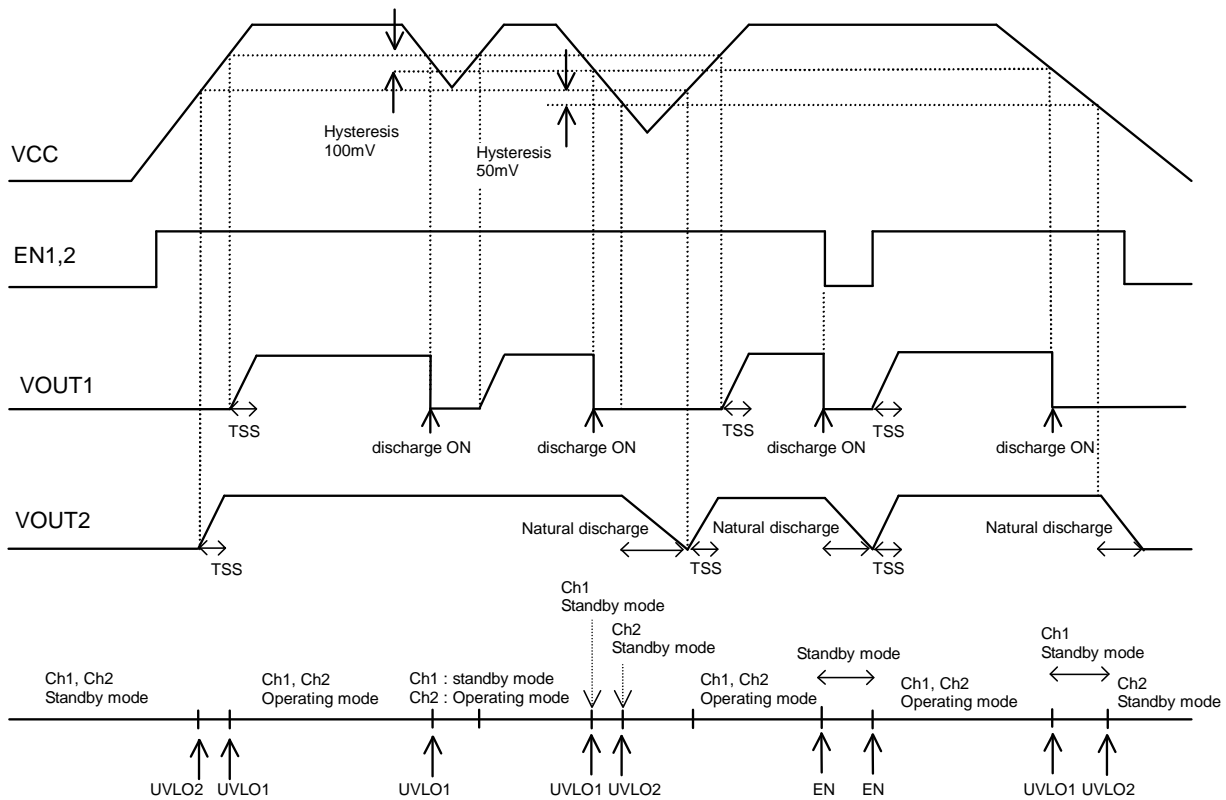 VCC
Hysteresis
100mV
Hysteresis
50mV
EN1,2
VOUT1
TSS
discharge ON
discharge ON
TSS
discharge ON
TSS
discharge ON
VOUT2
TSS
Natural discharge
TSS
Natural discharge
TSS
Natural discharge
Ch1
Standby mode
Ch2
Standby mode
Ch1, Ch2
Standby mode
Ch1, Ch2
Operating mode
Ch1 : standby mode
Ch2 : Operating mode
Ch1, Ch2
Operating mode
Standby mode
Ch1, Ch2
Operating mode
Ch1
Standby mode
Ch2
Standby mode
UVLO2
UVLO1
UVLO1
UVLO1
UVLO2
EN
EN
UVLO1
UVLO2